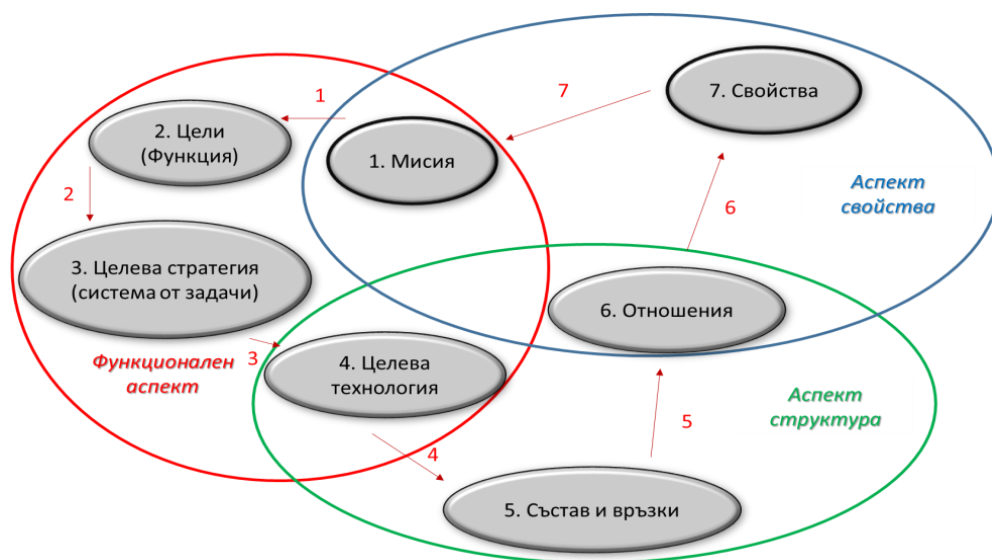 1
7
7. Свойства
2. Цели
(Функция)
1. Мисия
2
Аспект
свойства
6
3. Целева стратегия
(система от задачи)
6. Отношения
Функционален
аспект
3
4. Целева
технология
Аспект
структура
5
4
5. Състав и връзки